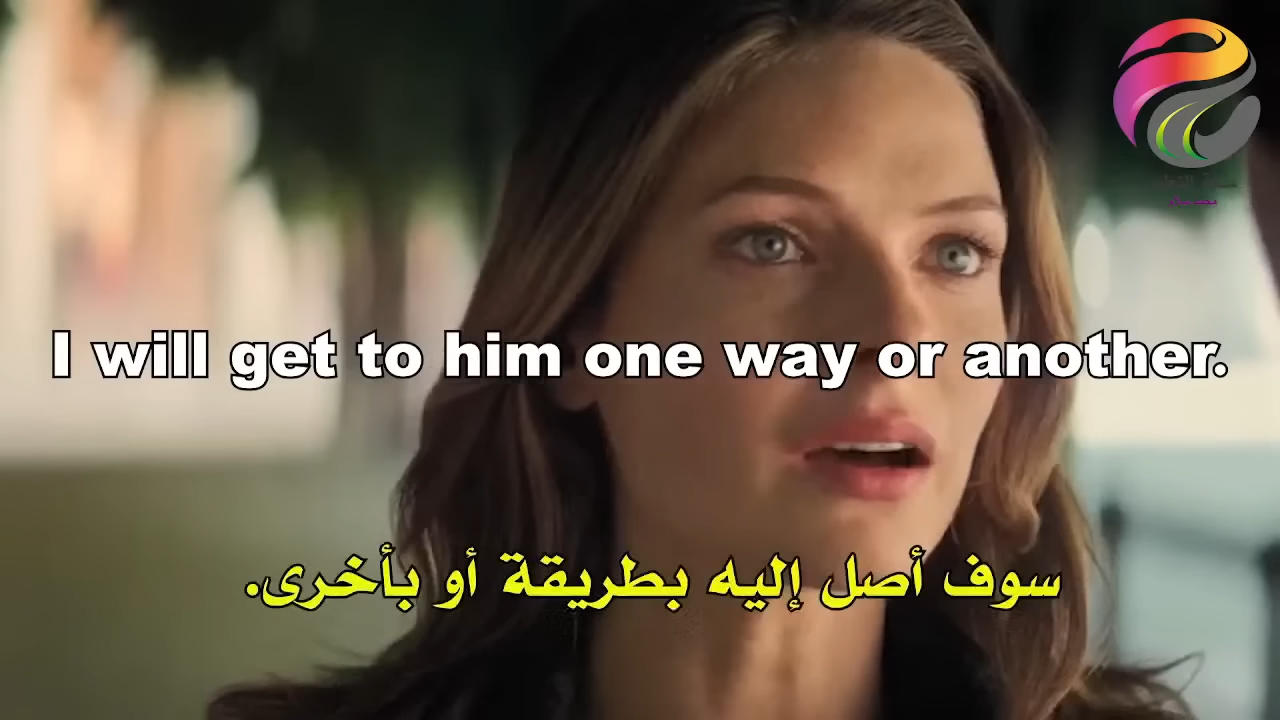 I will get to him one way or another.
سوف أصل إليه بطريقة أو بأخرى.